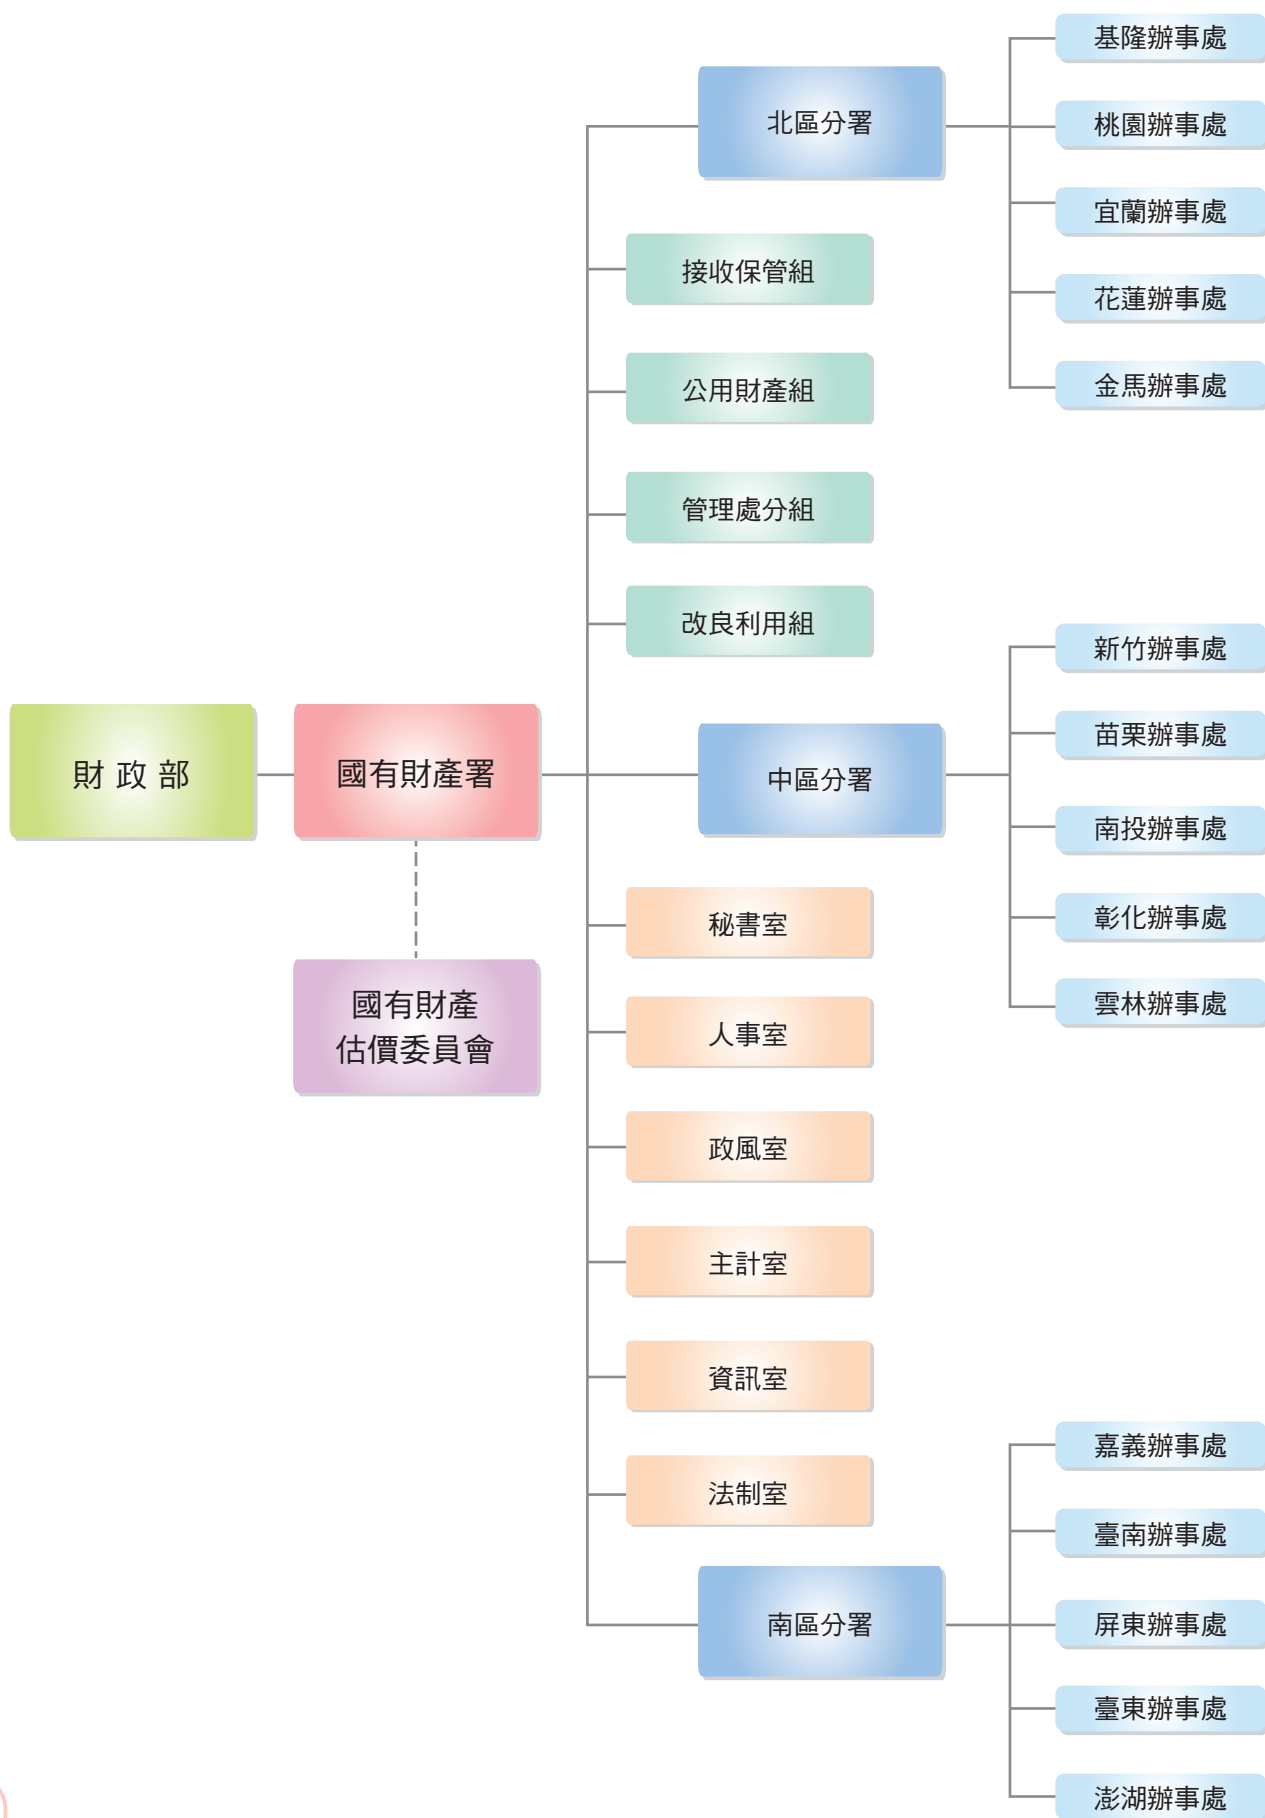 財政部
國有財產署
國有財產
估價委員會
北區分署
基隆辦事處
桃園辦事處
宜蘭辦事處
花蓮辦事處
金馬辦事處
接收保管組
公用財產組
管理處分組
改良利用組
中區分署
新竹辦事處
苗栗辦事處
南投辦事處
彰化辦事處
雲林辦事處
秘書室
人事室
政風室
主計室
資訊室
法制室
南區分署
嘉義辦事處
臺南辦事處
屏東辦事處
臺東辦事處
澎湖辦事處